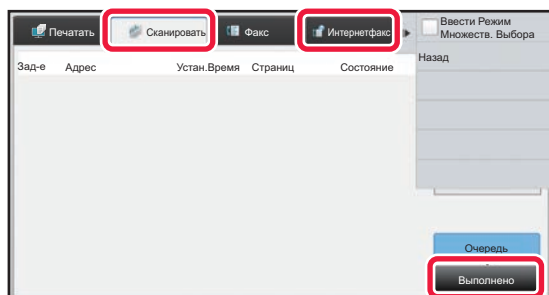 Печатать Сканировать Факс Интернетфакс
Ввести Режим
Множеств. Выбора
Зад-е Адрес Устан.Время Страниц Состояние
Назад
Очередь
Выполнено